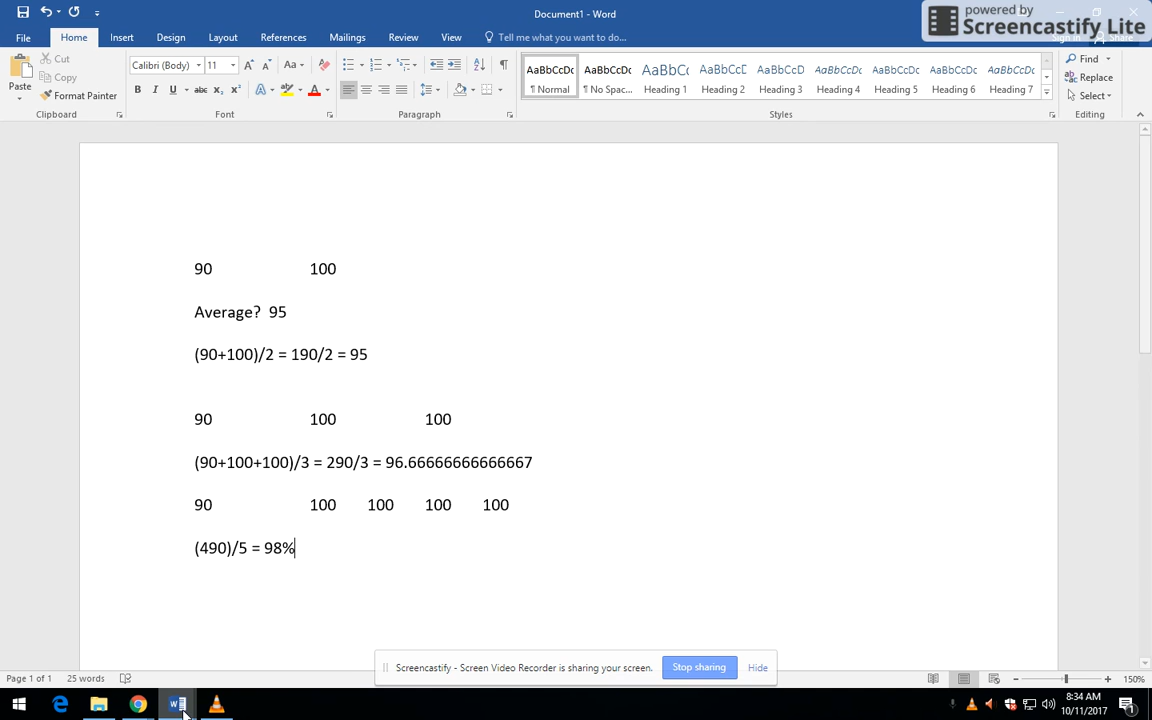 Document1 - Word
powered by
Screencastify Lite
File Home Insert Design Layout References Mailings Review View Tell me what you want to do...
Cut
Copy
Format Painter
Paste
Clipboard
Calibri (Body) 11
Aa
B I U abc X₂ X²
Font
Paragraph
AaBbCcDc AaBbCcDc AaBbCc AaBbCcE AaBbCcDc AaBbCcDc AaBbCcDc AaBbCcDc AaBbCcDc
¶ Normal ¶ No Spac... Heading 1 Heading 2 Heading 3 Heading 4 Heading 5 Heading 6 Heading 7
Styles
Find
Replace
Select
Editing
90 100
Average? 95
(90+100)/2 = 190/2 = 95
90 100 100
(90+100+100)/3 = 290/3 = 96.66666666666667
90 100 100 100 100
(490)/5 = 98%
Screencastify - Screen Video Recorder is sharing your screen. Stop sharing Hide
Page 1 of 1 25 words
150%
8:34 AM
10/11/2017